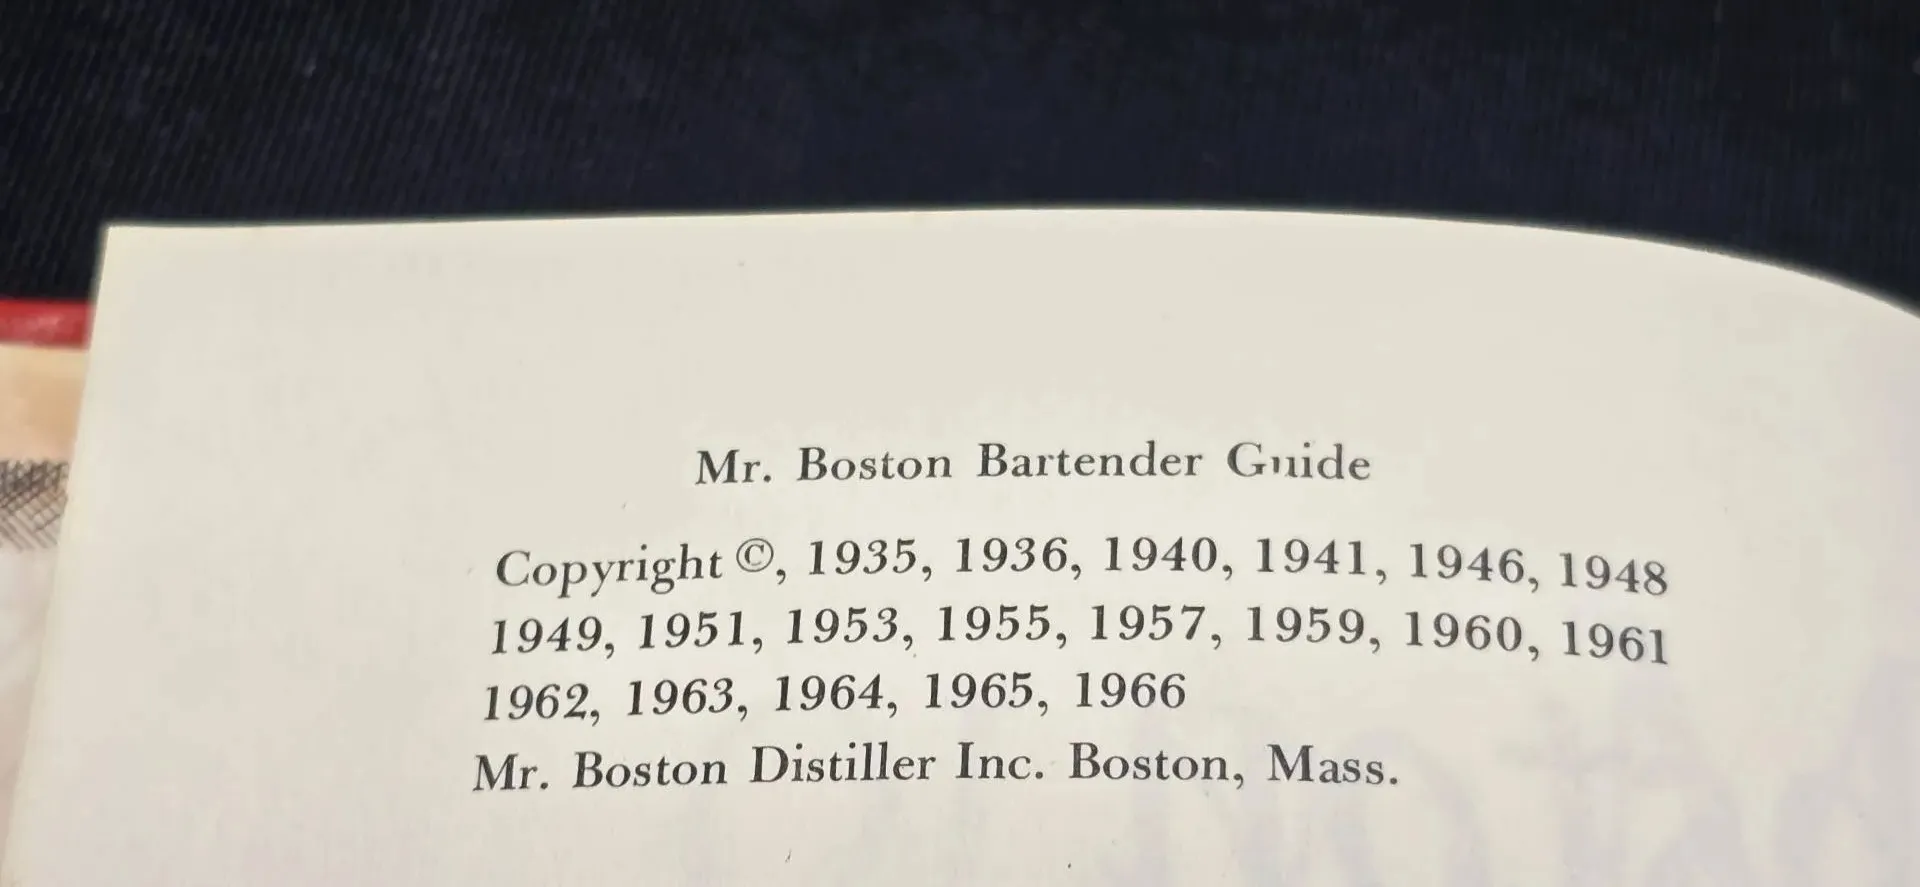 Mr. Boston Bartender Guide
Copyright ©, 1935, 1936, 1940, 1941, 1946, 1948
1949, 1951, 1953, 1955, 1957, 1959, 1960, 1961
1962, 1963, 1964, 1965, 1966
Mr. Boston Distiller Inc. Boston, Mass.